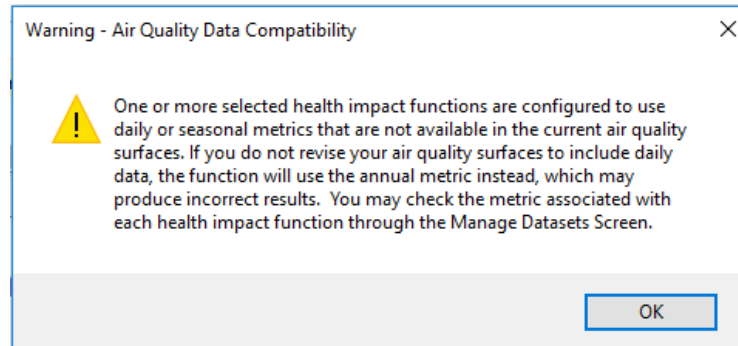 Warning - Air Quality Data Compatibility
One or more selected health impact functions are configured to use
daily or seasonal metrics that are not available in the current air quality
surfaces. If you do not revise your air quality surfaces to include daily
data, the function will use the annual metric instead, which may
produce incorrect results.  You may check the metric associated with
each health impact function through the Manage Datasets Screen.
OK